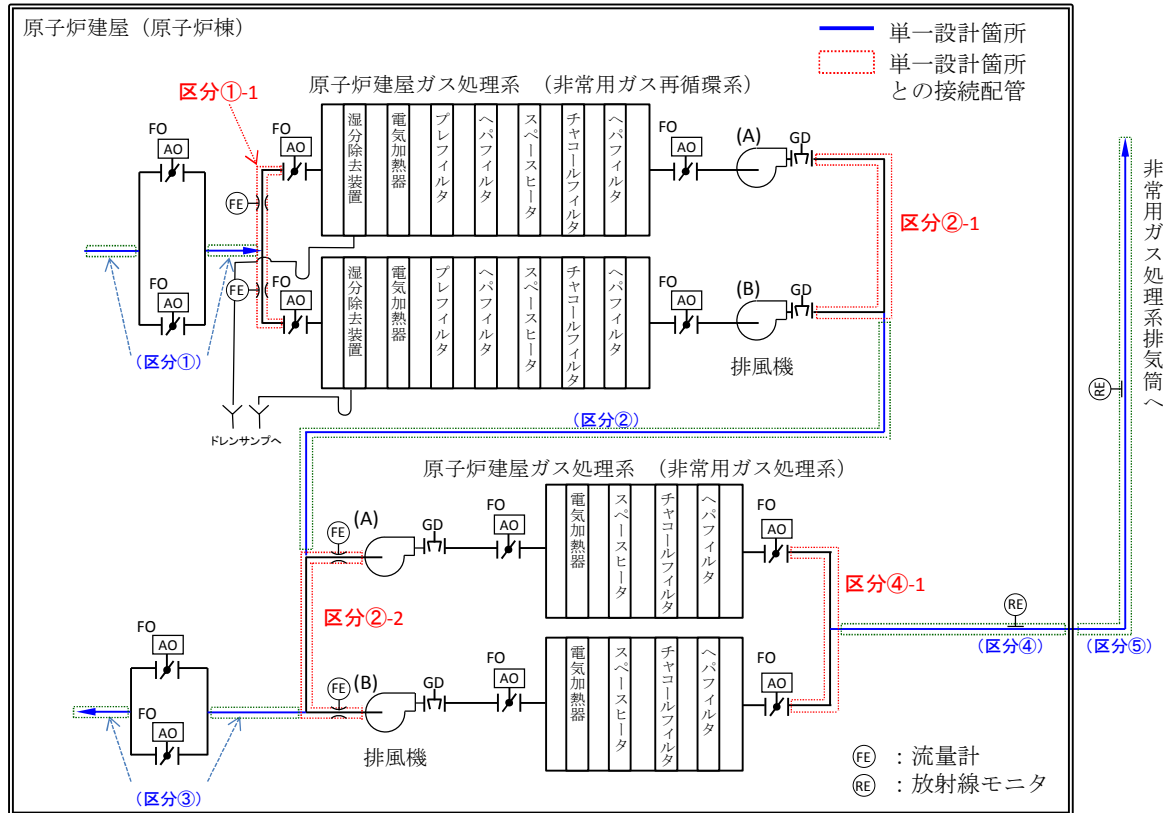 原子炉建屋（原子炉棟）
単一設計箇所
単一設計箇所
との接続配管
区分①-1
原子炉建屋ガス処理系　（非常用ガス再循環系）
FO
AO
FO
AO
湿分除去装置
電気加熱器
プレフィルタ
ヘパフィルタ
スペースヒータ
チャコールフィルタ
ヘパフィルタ
FO
AO
(A)
GD
FE
区分②-1
FO
AO
FE
FO
AO
湿分除去装置
電気加熱器
プレフィルタ
ヘパフィルタ
スペースヒータ
チャコールフィルタ
ヘパフィルタ
FO
AO
(B)
GD
排風機
（区分①）
ドレンサンプへ
（区分②）
非常用ガス処理系排気筒へ
RE
原子炉建屋ガス処理系　（非常用ガス処理系）
FE
(A)
GD
FO
AO
電気加熱器
スペースヒータ
チャコールフィルタ
ヘパフィルタ
FO
AO
区分②-2
区分④-1
RE
（区分④）
（区分⑤）
FO
AO
FO
AO
FE
(B)
GD
FO
AO
電気加熱器
スペースヒータ
チャコールフィルタ
ヘパフィルタ
FO
AO
排風機
（区分③）
FE ：流量計
RE ：放射線モニタ